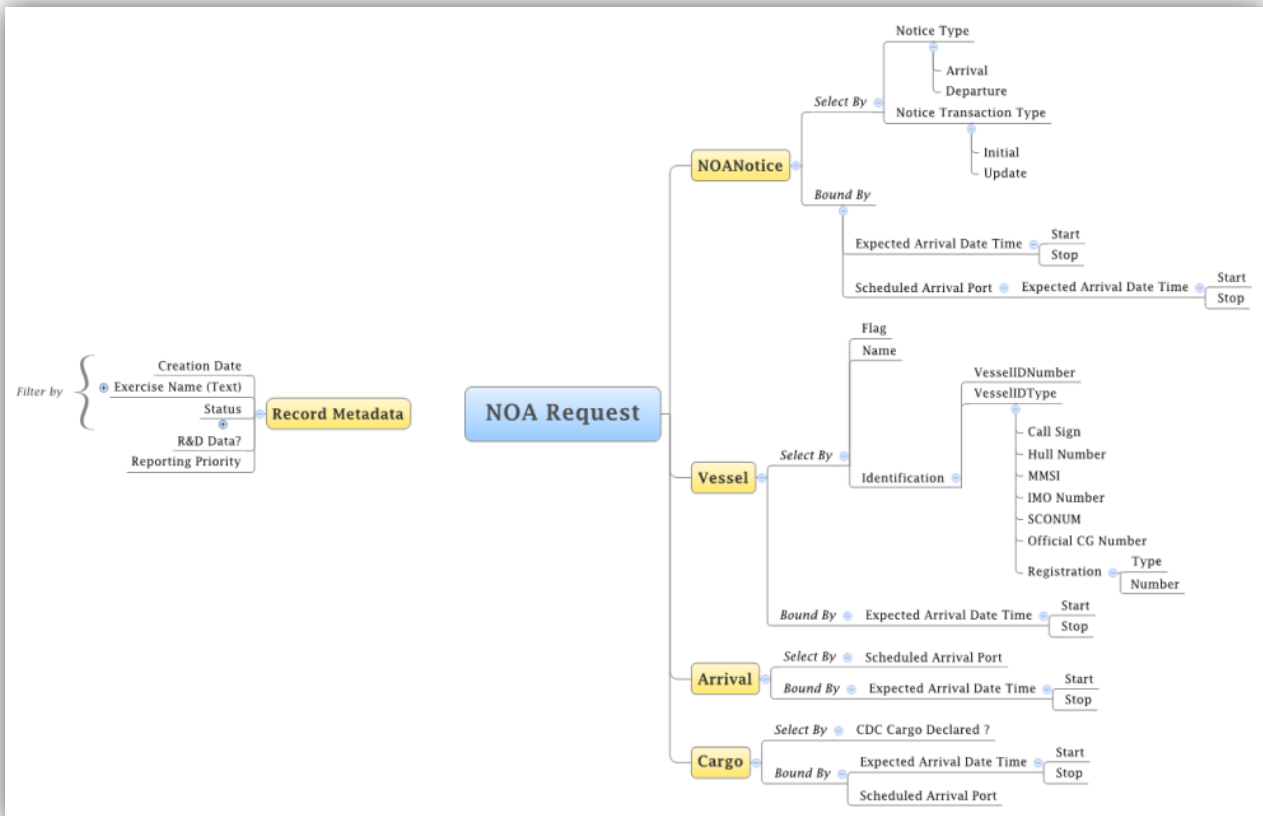 Filter by
Creation Date
Exercise Name (Text)
Status
R&D Data?
Reporting Priority
Record Metadata
NOA Request
NOANotice
Select By
Notice Type
Arrival
Departure
Notice Transaction Type
Initial
Update
Bound By
Expected Arrival Date Time
Start
Stop
Scheduled Arrival Port
Expected Arrival Date Time
Start
Stop
Vessel
Select By
Flag
Name
Identification
VesselIDNumber
VesselIDType
Call Sign
Hull Number
MMSI
IMO Number
SCONUM
Official CG Number
Registration
Type
Number
Bound By
Expected Arrival Date Time
Start
Stop
Arrival
Select By
Scheduled Arrival Port
Bound By
Expected Arrival Date Time
Start
Stop
Cargo
Select By
CDC Cargo Declared ?
Bound By
Expected Arrival Date Time
Start
Stop
Scheduled Arrival Port